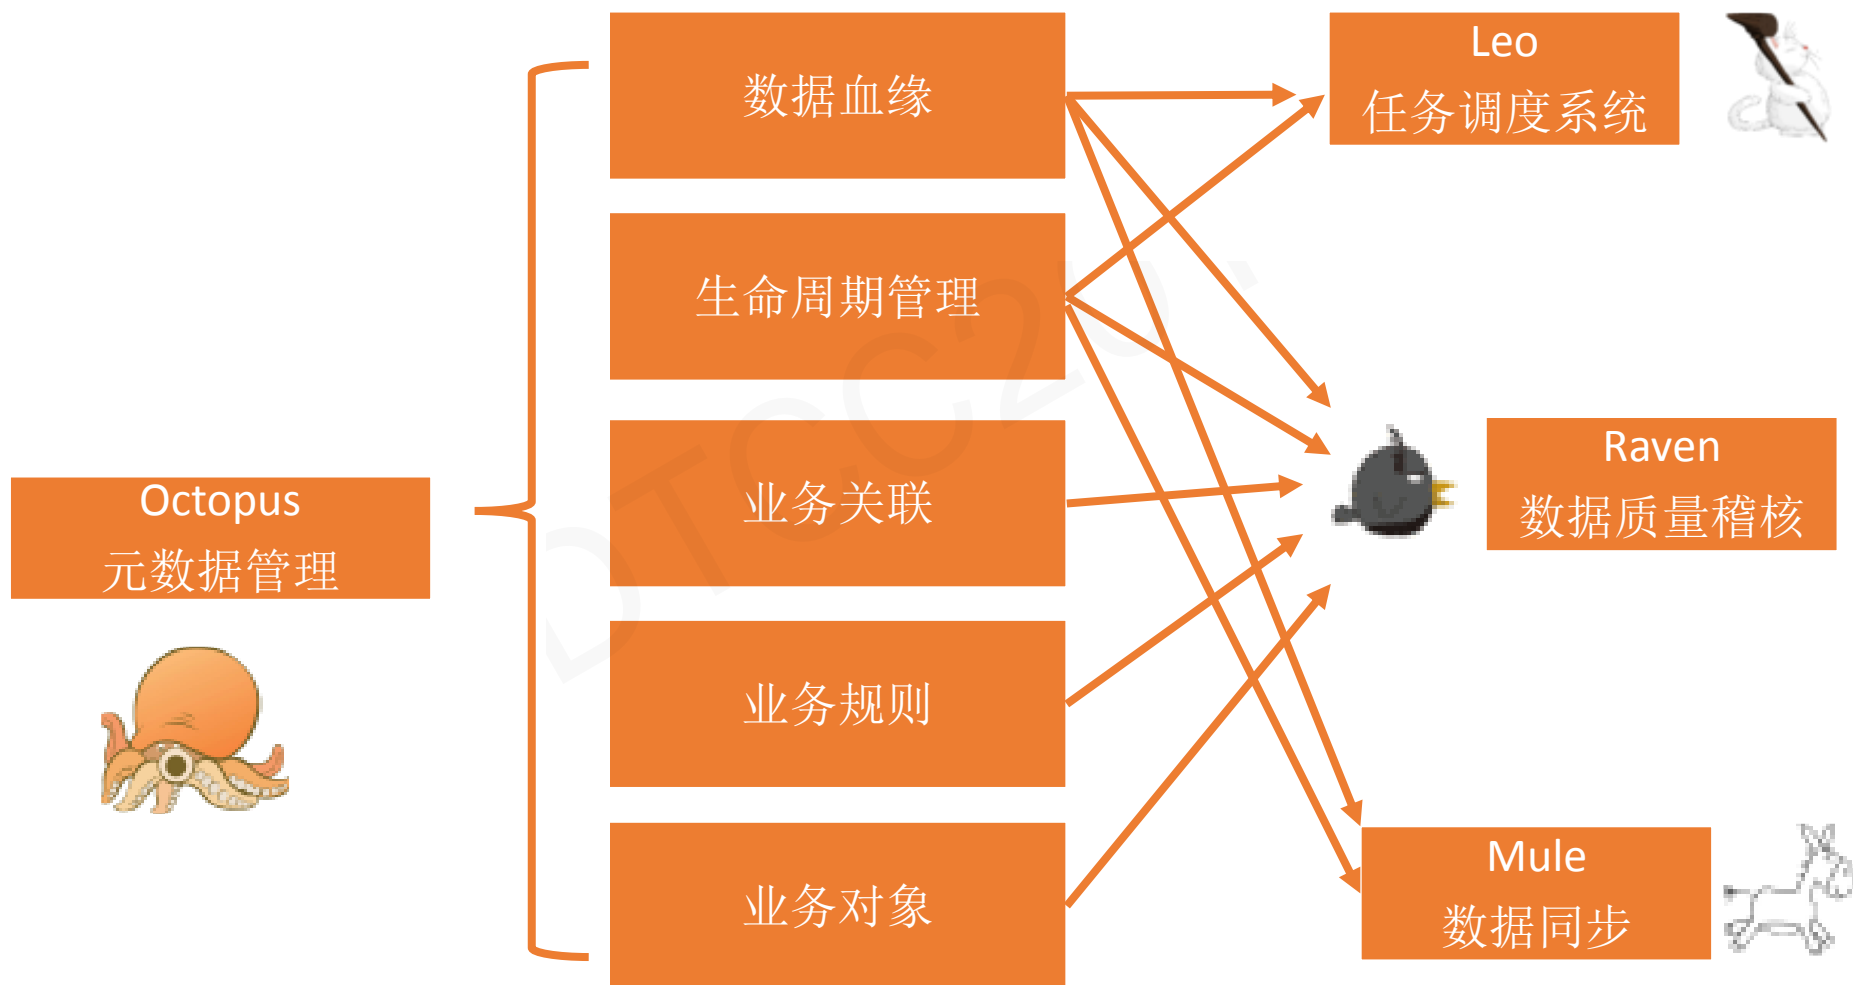 Octopus
元数据管理
数据血缘
生命周期管理
业务关联
业务规则
业务对象
Leo
任务调度系统
Raven
数据质量稽核
Mule
数据同步